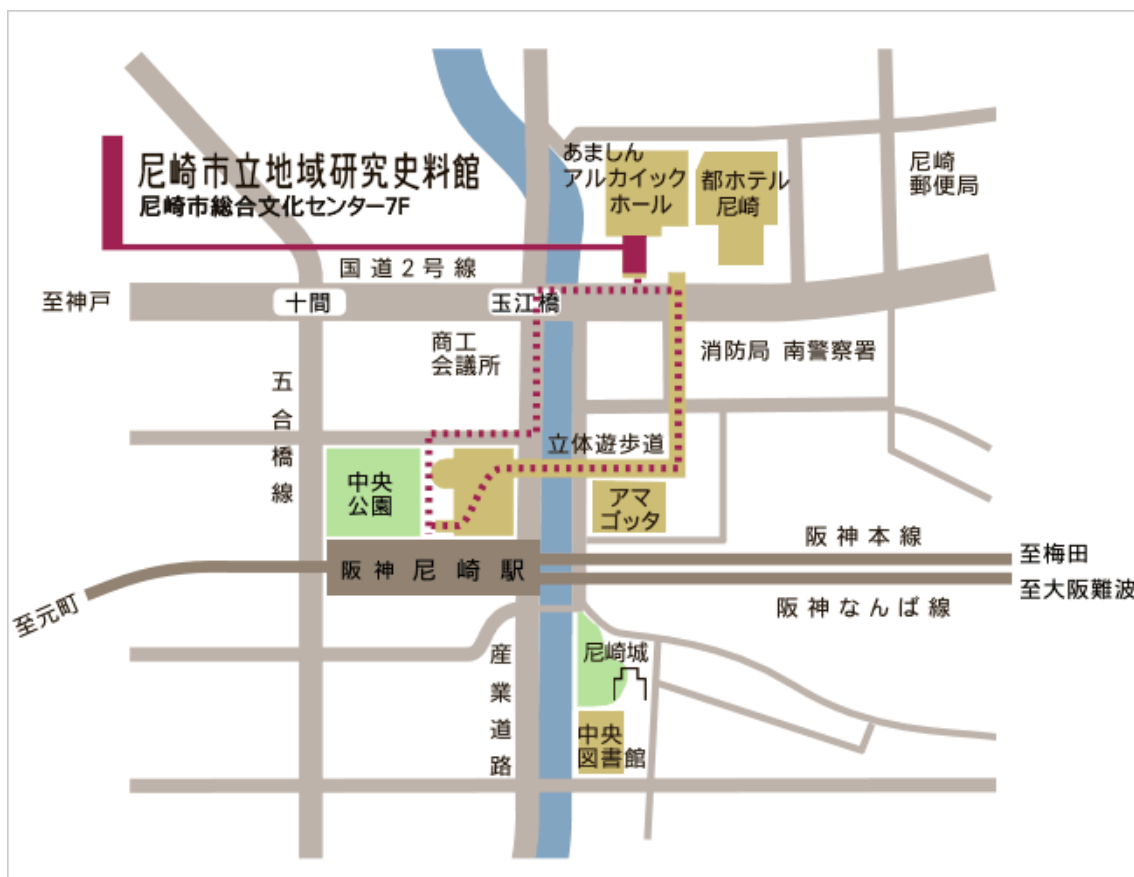 尼崎市立地域研究史料館
尼崎市総合文化センター7F
あましん
アルカイック
ホール
都ホテル
尼崎
尼崎
郵便局
国道2号線
至神戸
十間
玉江橋
商工
会議所
消防局 南警察署
五合橋線
立体遊歩道
中央
公園
アマ
ゴッタ
阪神本線
至梅田
阪神 尼崎駅
至大阪難波
阪神なんば線
至元町
産業道路
尼崎城
中央
図書館